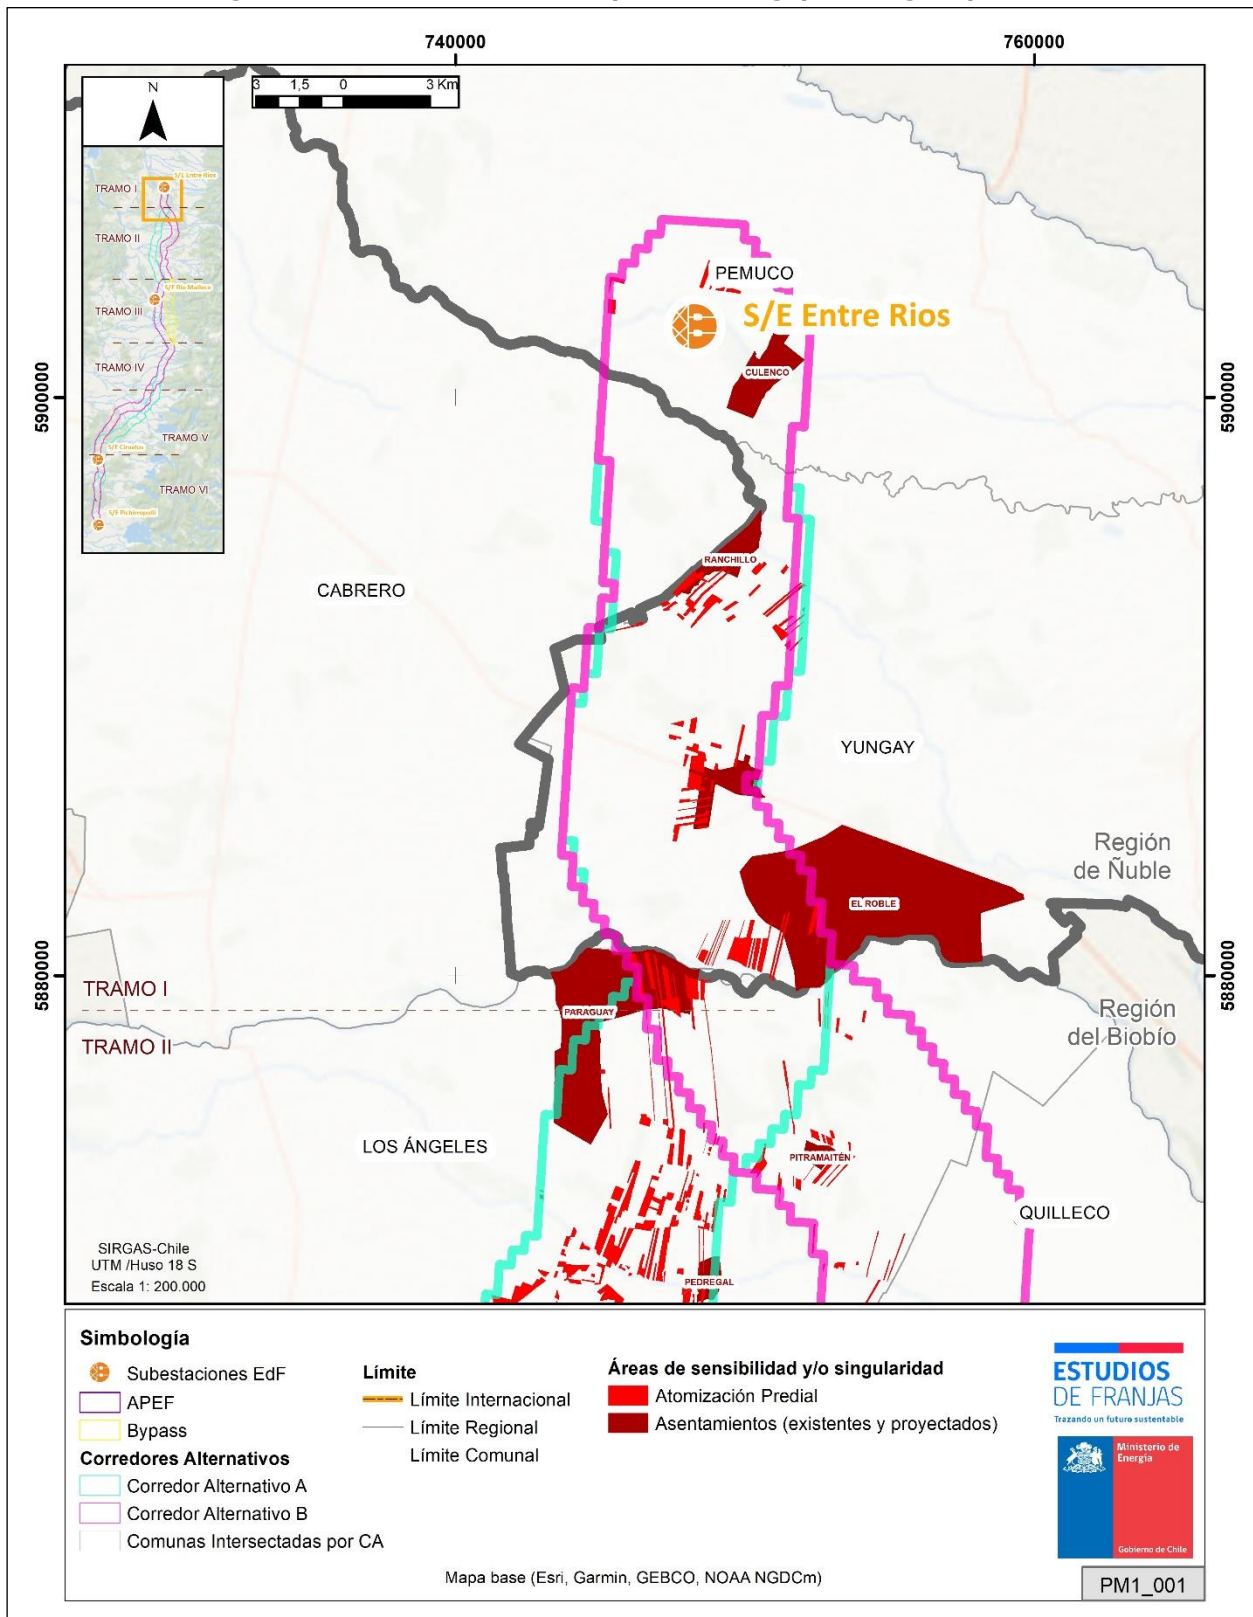 740000
760000
3 1,5 0 3 Km
N
S/E Entre Rios
TRAMO I
TRAMO II
S/E Rio Malleco
TRAMO III
TRAMO IV
TRAMO V
S/E Ciruelos
TRAMO VI
S/E Pichirropulli
PEMUCO
S/E Entre Rios
CULENCO
5900000
5900000
RANCHILLO
CABRERO
YUNGAY
Región
de Ñuble
EL ROBLE
5880000
5880000
TRAMO I
PARAGUAY
Región
del Biobío
TRAMO II
LOS ÁNGELES
PITRAMAITÉN
QUILLECO
PEDREGAL
SIRGAS-Chile
UTM /Huso 18 S
Escala 1: 200.000
Simbología
Subestaciones EdF
APEF
Bypass
Corredores Alternativos
Corredor Alternativo A
Corredor Alternativo B
Comunas Intersectadas por CA
Límite
Límite Internacional
Límite Regional
Límite Comunal
Áreas de sensibilidad y/o singularidad
Atomización Predial
Asentamientos (existentes y proyectados)
ESTUDIOS
DE FRANJAS
Trazando un futuro sustentable
Ministerio de
Energía
Gobierno de Chile
Mapa base (Esri, Garmin, GEBCO, NOAA NGDCm)
PM1_001